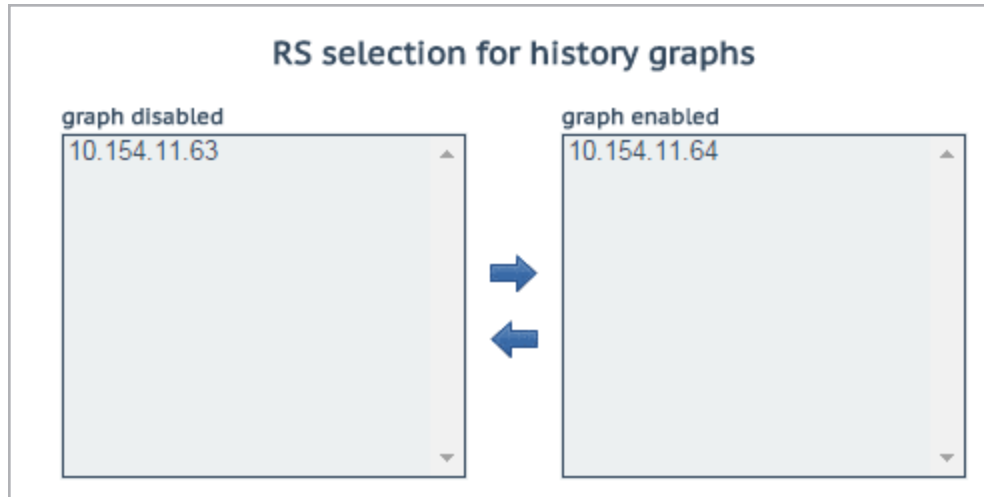 RS selection for history graphs
graph disabled
10.154.11.63
graph enabled
10.154.11.64